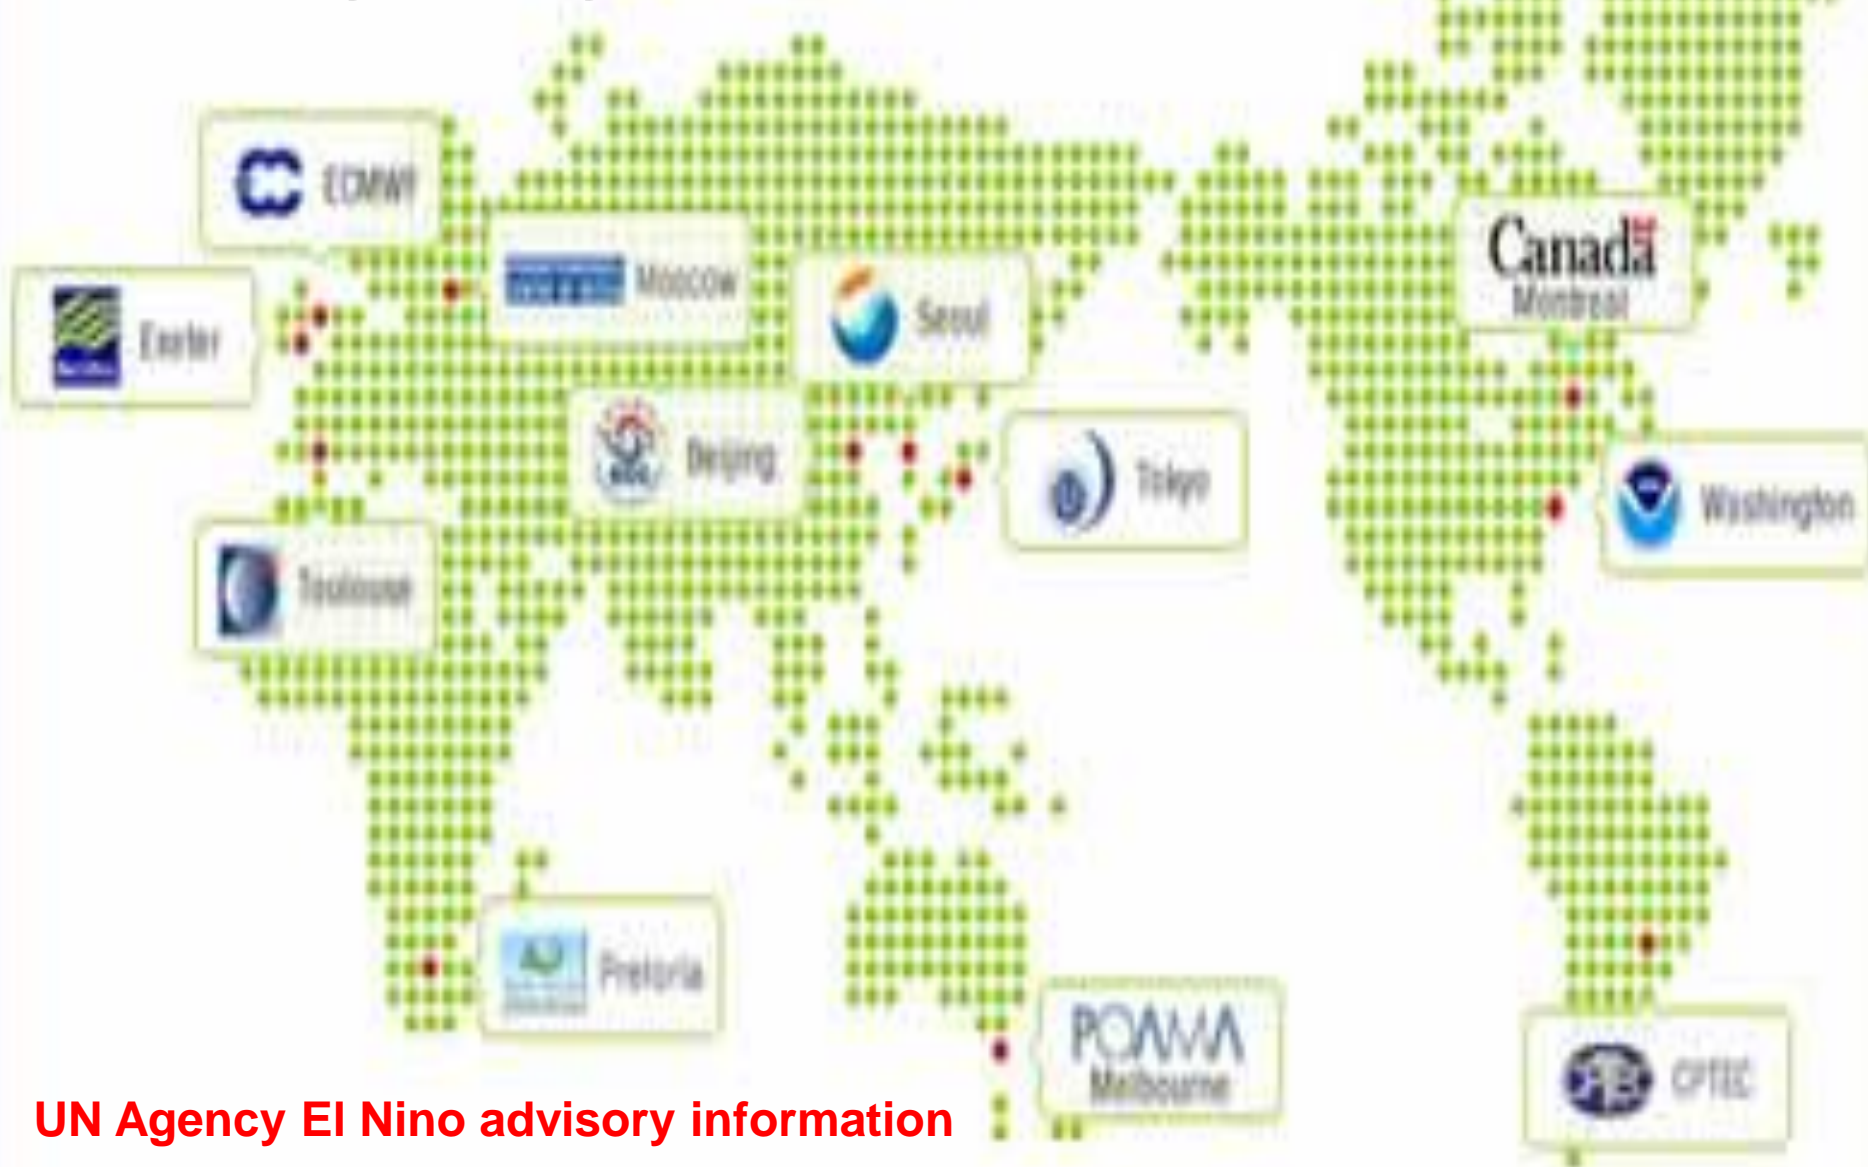 ECMWF
Moscow
Canada
Montreal
Exeter
Seoul
Beijing
Tokyo
Washington
Toulouse
Pretoria
POAMA
Melbourne
CPTEC
UN Agency El Nino advisory information